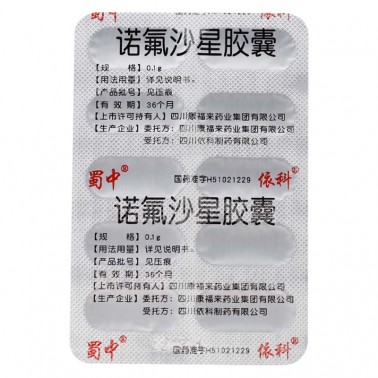 诺氟沙星胶囊
【规 格】0.1g
【用法用量】详见说明书。
【产品批号】见压痕
【有 效 期】36个月
【上市许可持有人】四川康福来药业集团有限公司
【生产企业】委托方：四川康福来药业集团有限公司
受托方：四川依科制药有限公司
蜀中® 国药准字H51021229 依科®
诺氟沙星胶囊
【规 格】0.1g
【用法用量】详见说明书。
【产品批号】见压痕
【有 效 期】36个月
【上市许可持有人】四川康福来药业集团有限公司
【生产企业】委托方：四川康福来药业集团有限公司
受托方：四川依科制药有限公司
蜀中® 国药准字H51021229 依科®